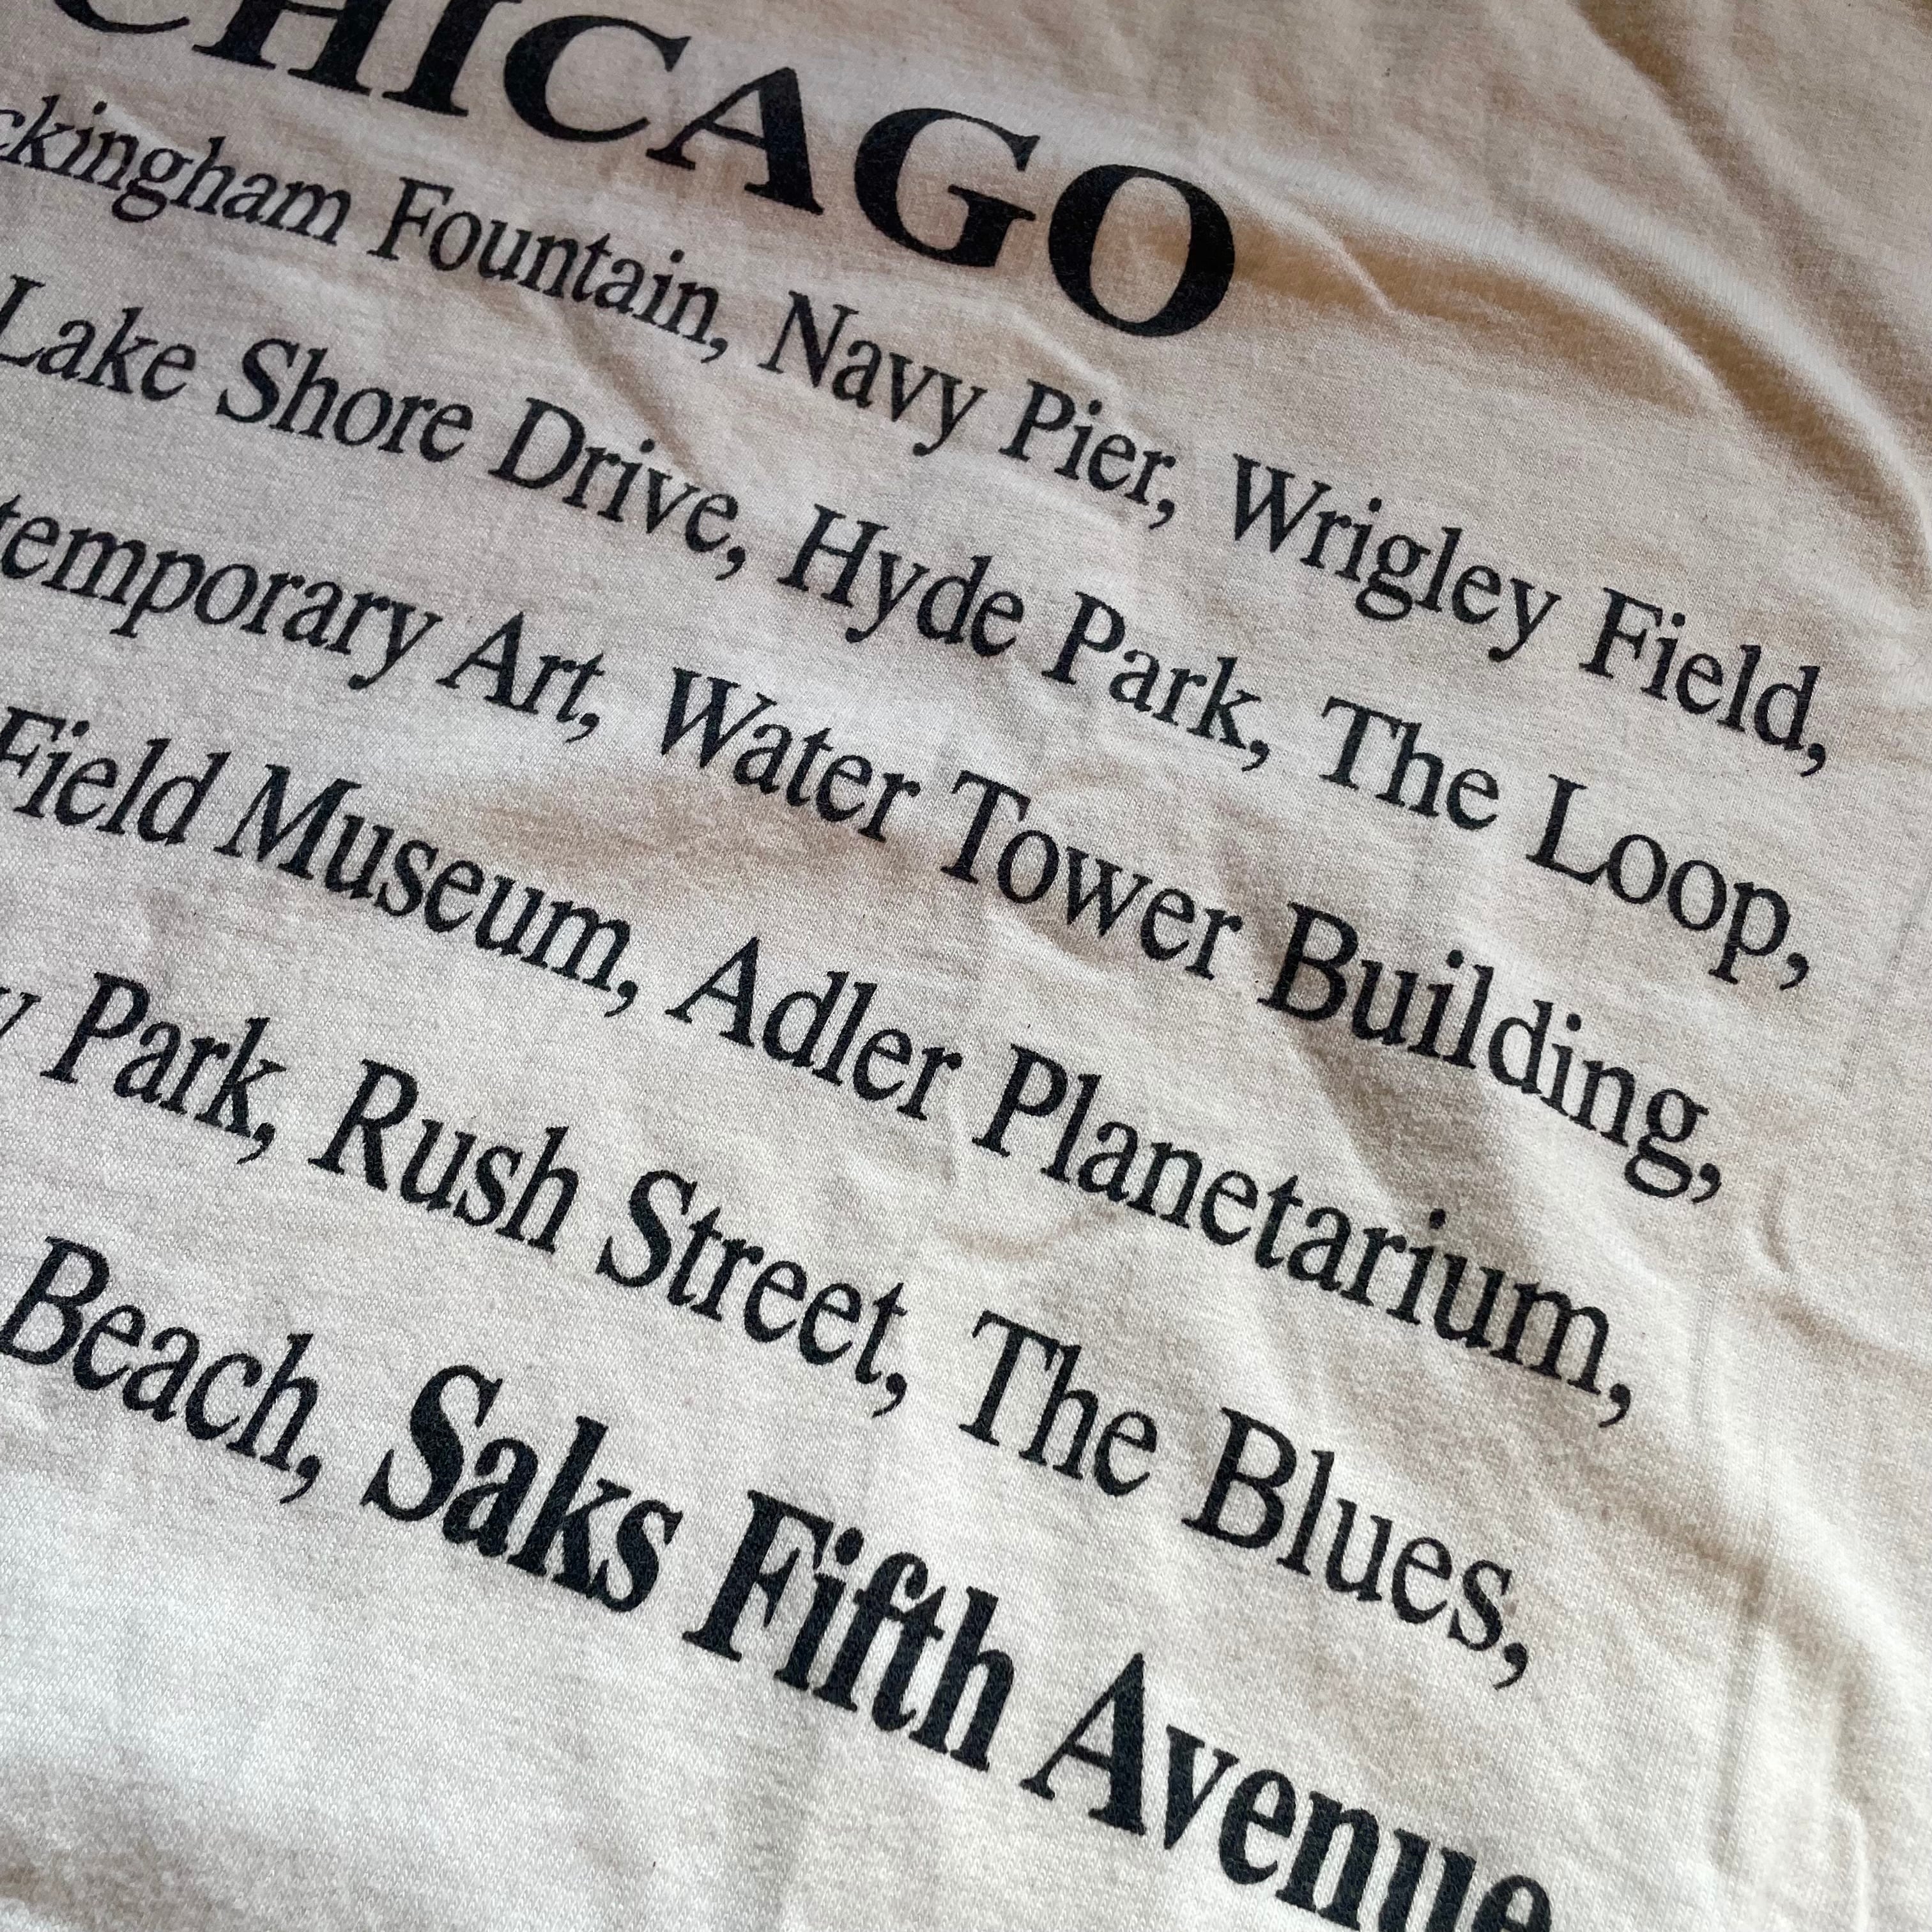 CHICAGO
ckingham Fountain, Navy Pier, Wrigley Field,
Lake Shore Drive, Hyde Park, The Loop,
temporary Art, Water Tower Building,
Field Museum, Adler Planetarium,
y Park, Rush Street, The Blues,
Beach, Saks Fifth Avenue